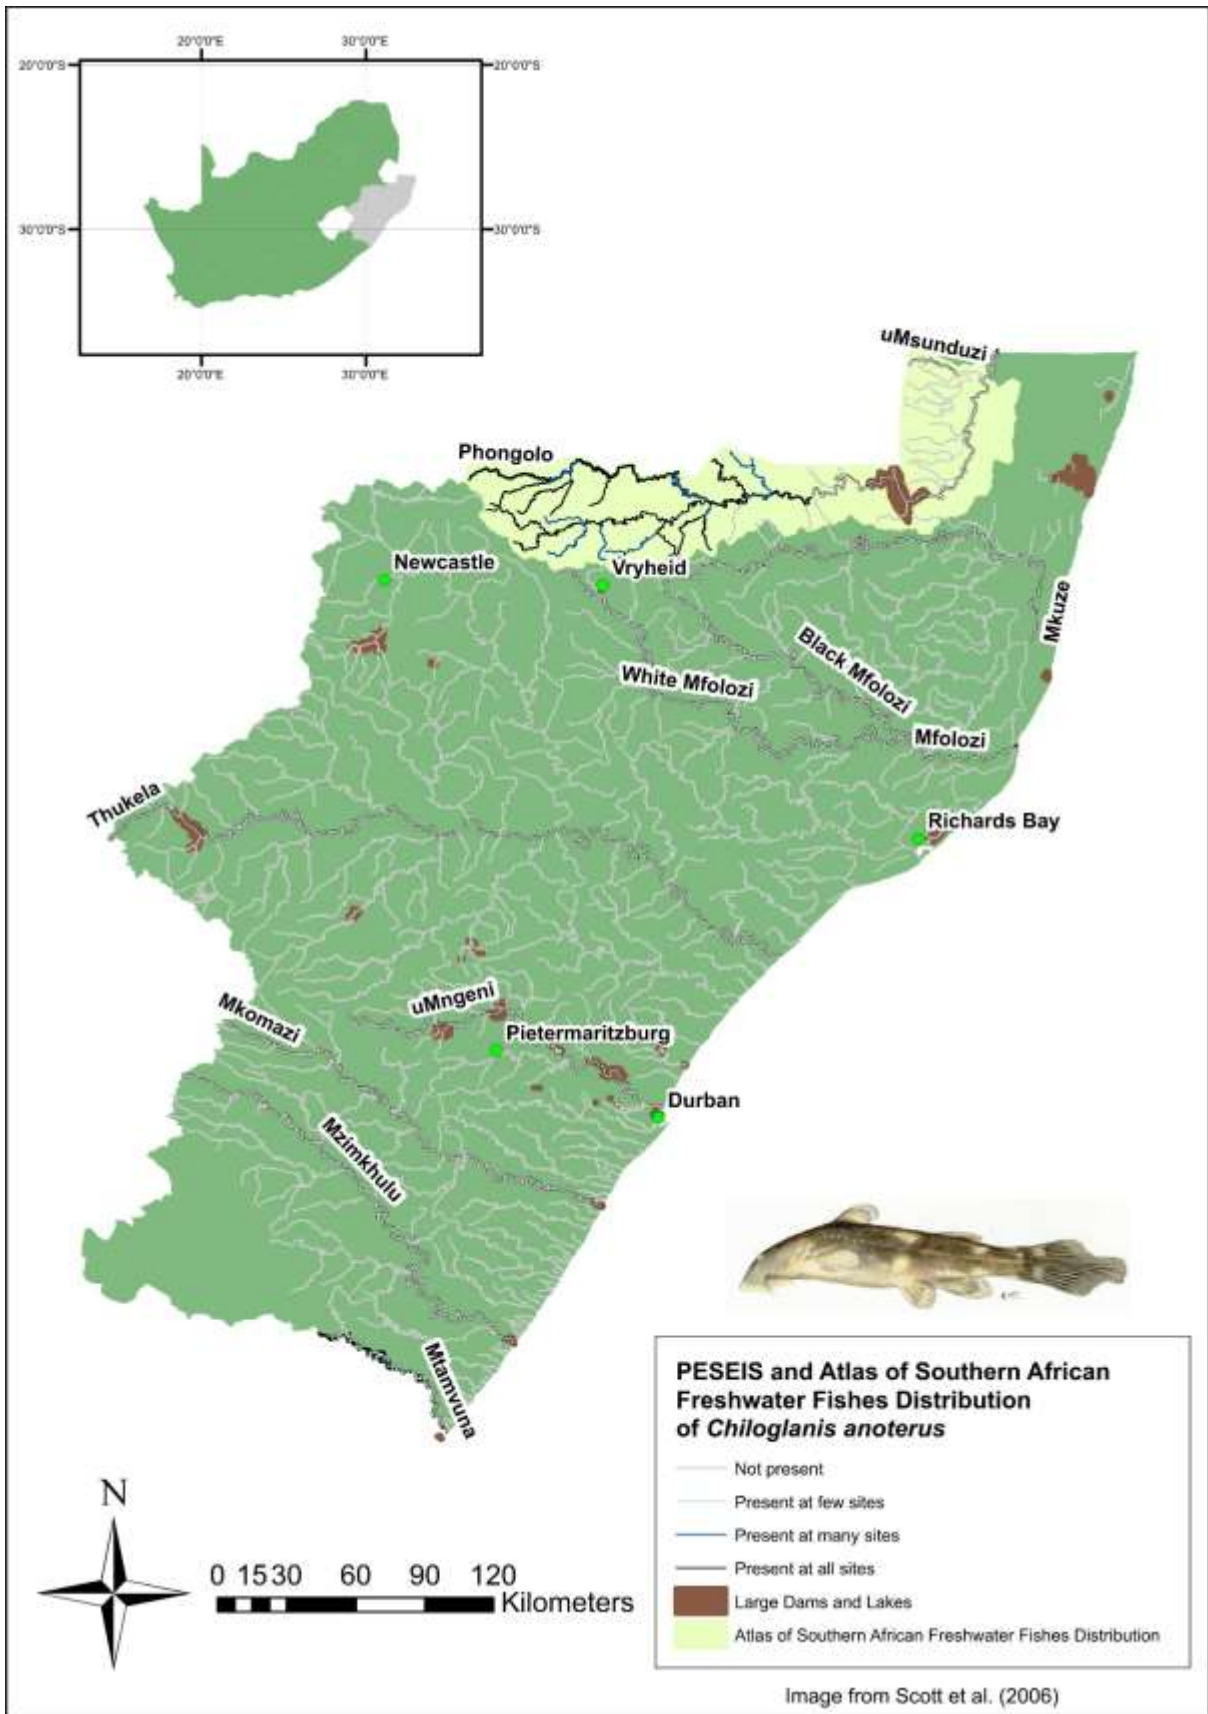 20°0'0"E 30°0'0"E
20°0'0"S 20°0'0"S
30°0'0"S 30°0'0"S
20°0'0"E 30°0'0"E
uMsunduzi
Phongolo
Newcastle
Vryheid
Mkuze
Black Mfolozi
White Mfolozi
Mfolozi
Thukela
Richards Bay
uMngeni
Mkomazi
Pietermaritzburg
Durban
Mzimkhulu
Mtamvuna
PESEIS and Atlas of Southern African
Freshwater Fishes Distribution
of Chiloglanis anoterus
Not present
Present at few sites
Present at many sites
Present at all sites
Large Dams and Lakes
Atlas of Southern African Freshwater Fishes Distribution
N
0 15 30 60 90 120
Kilometers
Image from Scott et al. (2006)